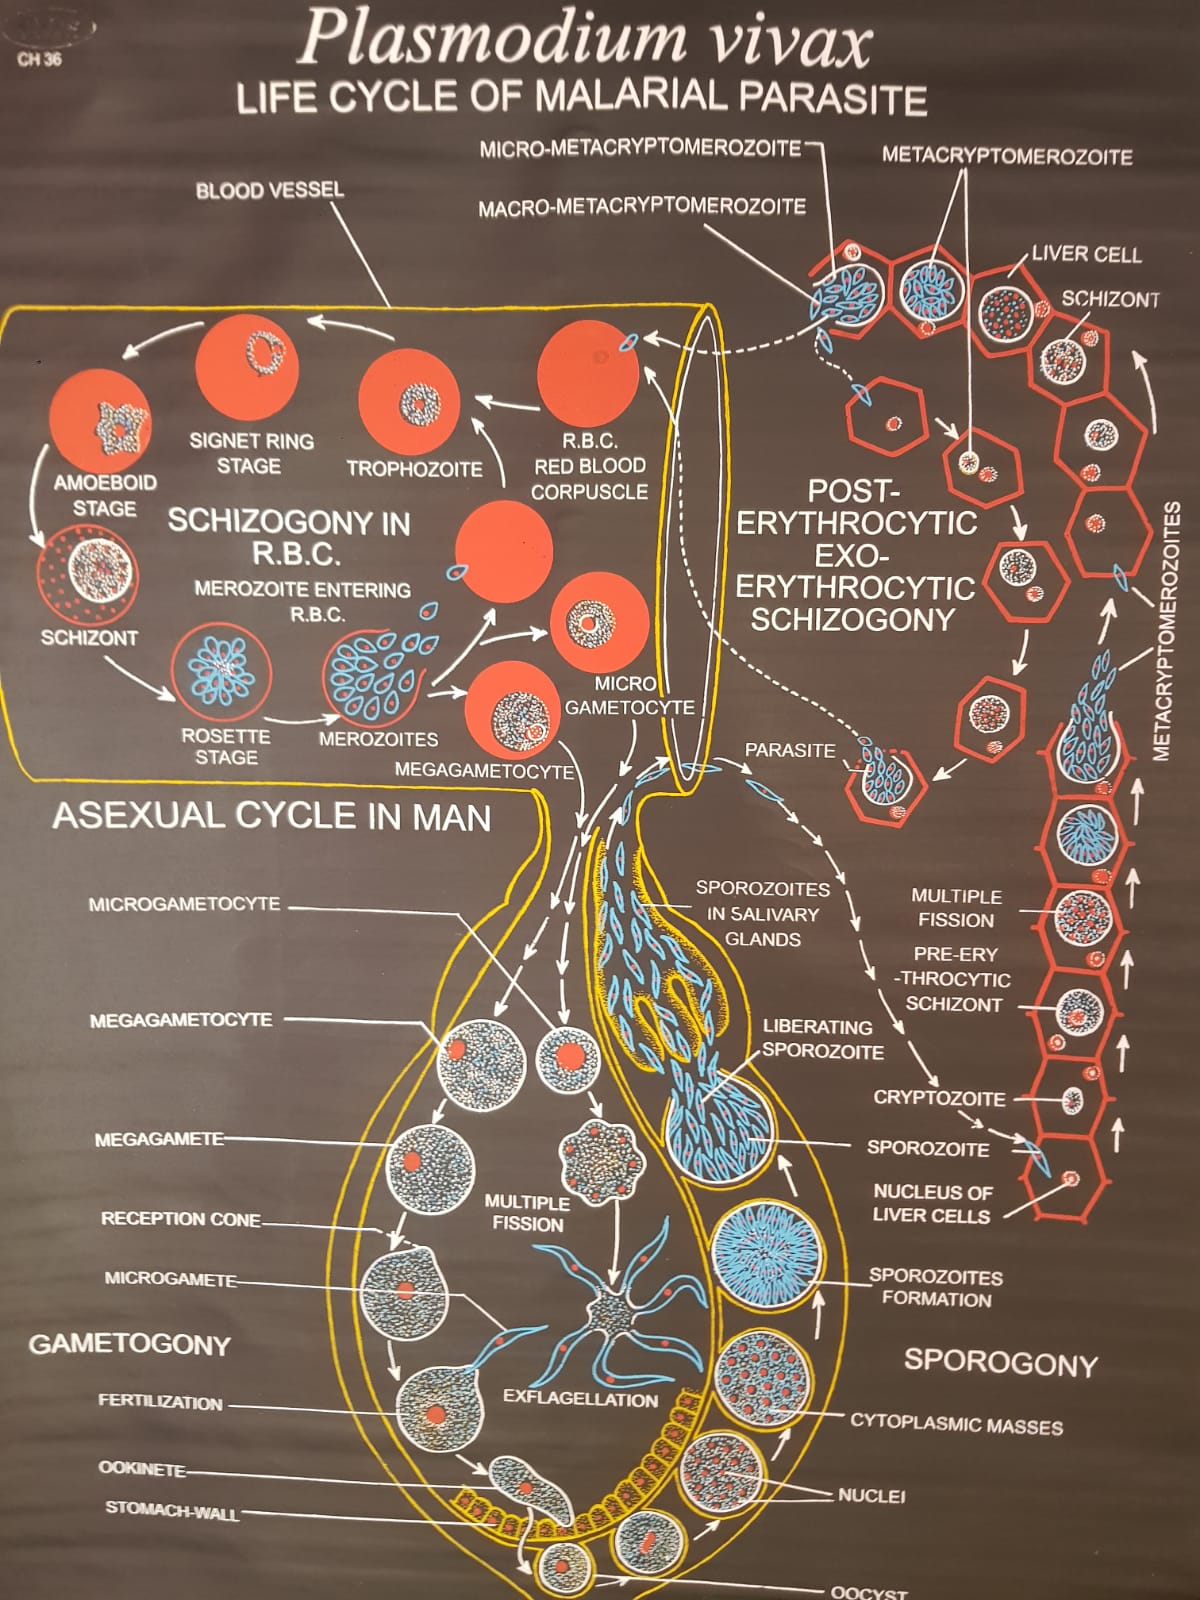 CH 36
Plasmodium vivax
LIFE CYCLE OF MALARIAL PARASITE
MICRO-METACRYPTOMEROZOITE
METACRYPTOMEROZOITE
BLOOD VESSEL
MACRO-METACRYPTOMEROZOITE
LIVER CELL
SCHIZONT
SIGNET RING
STAGE
TROPHOZOITE
R.B.C.
RED BLOOD
CORPUSCLE
AMOEBOID
STAGE
SCHIZOGONY IN
R.B.C.
MEROZOITE ENTERING
R.B.C.
POST-
ERYTHROCYTIC
EXO-
ERYTHROCYTIC
SCHIZOGONY
METACRYPTOMEROZOITES
SCHIZONT
ROSETTE
STAGE
MEROZOITES
MICRO
GAMETOCYTE
MEGAGAMETOCYTE
PARASITE
ASEXUAL CYCLE IN MAN
MICROGAMETOCYTE
SPOROZOITES
IN SALIVARY
GLANDS
MULTIPLE
FISSION
PRE-ERY
-THROCYTIC
SCHIZONT
MEGAGAMETOCYTE
LIBERATING
SPOROZOITE
CRYPTOZOITE
MEGAGAMETE
SPOROZOITE
MULTIPLE
FISSION
NUCLEUS OF
LIVER CELLS
RECEPTION CONE
MICROGAMETE
SPOROZOITES
FORMATION
GAMETOGONY
SPOROGONY
FERTILIZATION
EXFLAGELLATION
CYTOPLASMIC MASSES
OOKINETE
STOMACH-WALL
NUCLEI
OOCYST